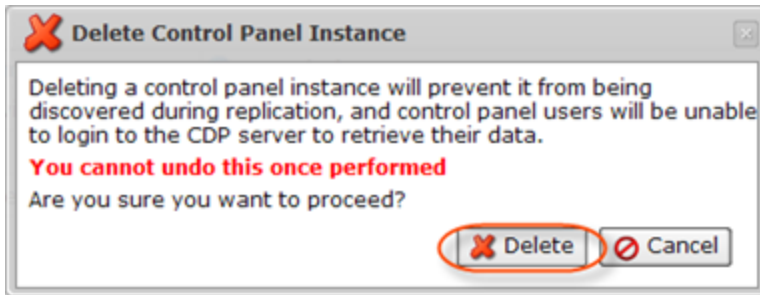 Delete Control Panel Instance
Deleting a control panel instance will prevent it from being
discovered during replication, and control panel users will be unable
to login to the CDP server to retrieve their data.
You cannot undo this once performed
Are you sure you want to proceed?
Delete Cancel